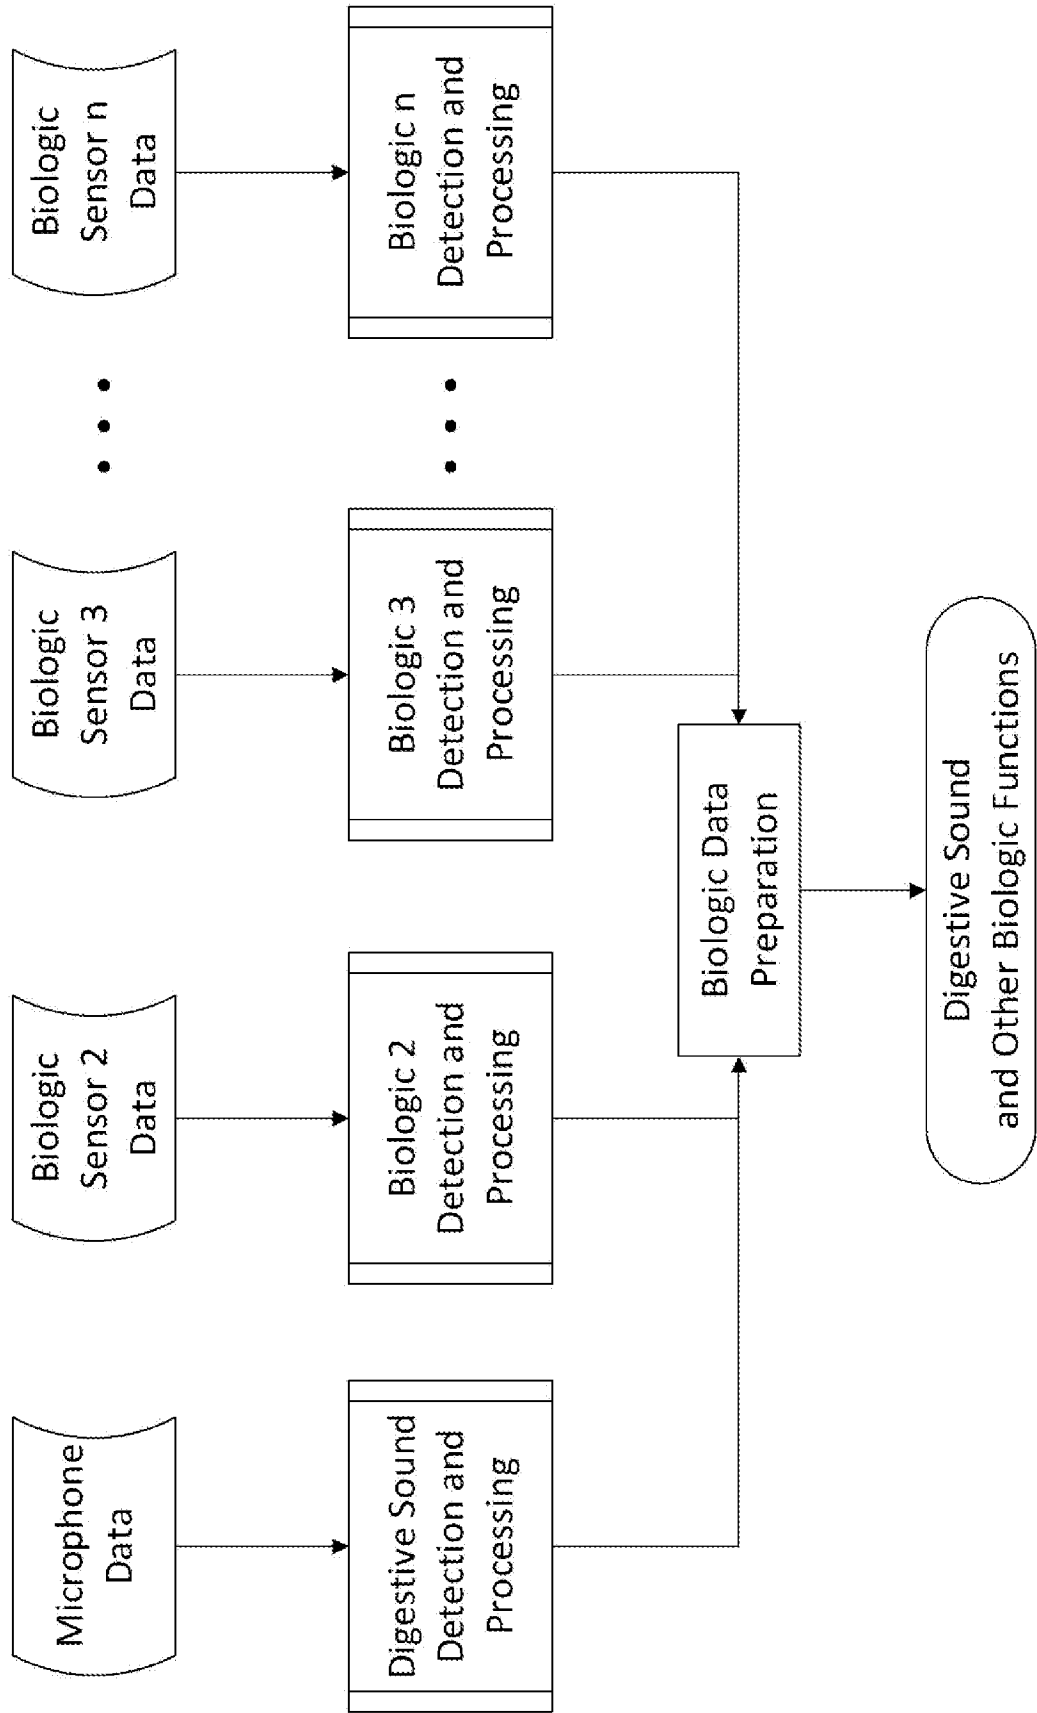 Microphone
Data
Biologic
Sensor 2
Data
Biologic
Sensor 3
Data
Biologic
Sensor n
Data
Digestive Sound
Detection and
Processing
Biologic 2
Detection and
Processing
Biologic 3
Detection and
Processing
Biologic n
Detection and
Processing
Biologic Data
Preparation
Digestive Sound
and Other Biologic Functions